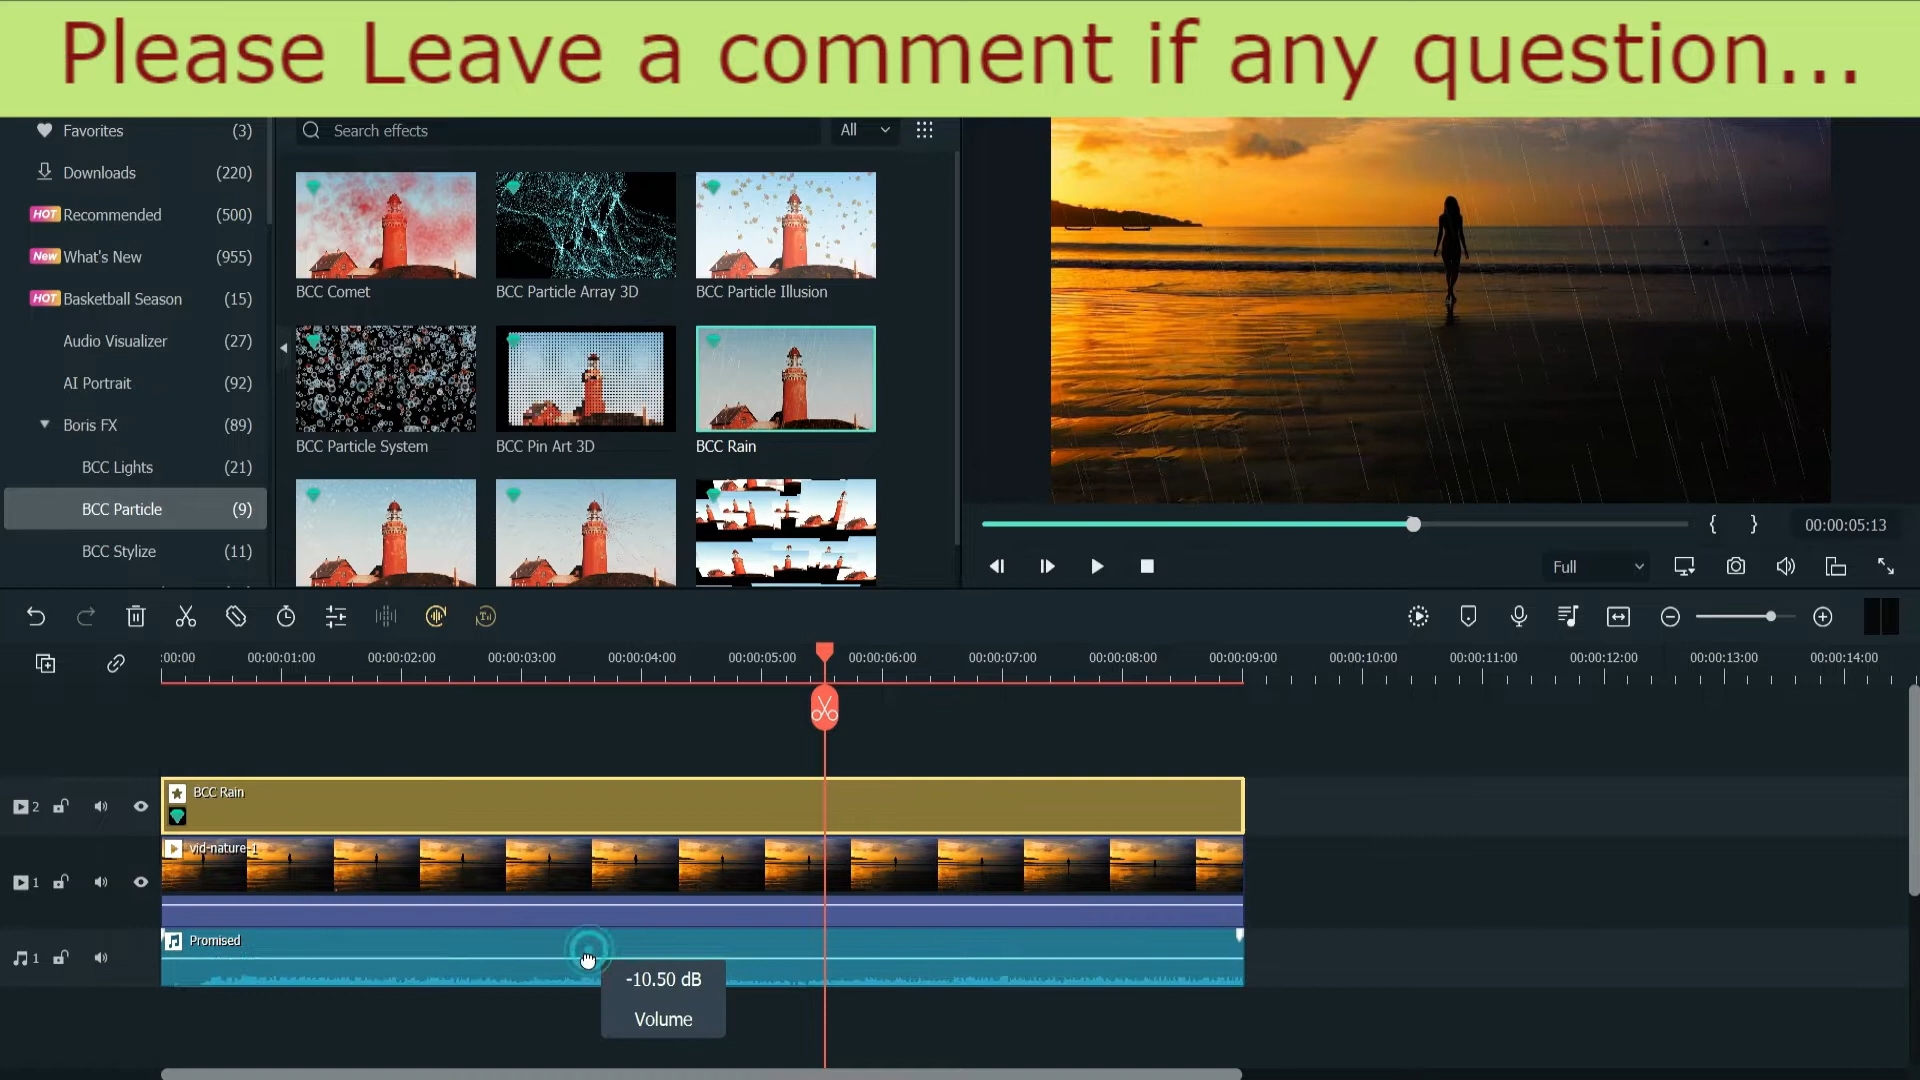 Please Leave a comment if any question...
Favorites (3)
Search effects
All
Downloads (220)
HOT Recommended (500)
New What's New (955)
HOT Basketball Season (15)
Audio Visualizer (27)
AI Portrait (92)
Boris FX (89)
BCC Lights (21)
BCC Particle (9)
BCC Stylize (11)
BCC Comet
BCC Particle Array 3D
BCC Particle Illusion
BCC Particle System
BCC Pin Art 3D
BCC Rain
{ } 00:00:05:13
Full
:00:00 00:00:01:00 00:00:02:00 00:00:03:00 00:00:04:00 00:00:05:00 00:00:06:00 00:00:07:00 00:00:08:00 00:00:09:00 00:00:10:00 00:00:11:00 00:00:12:00 00:00:13:00 00:00:14:00
2
BCC Rain
1
vid-nature-1
1
Promised
-10.50 dB
Volume